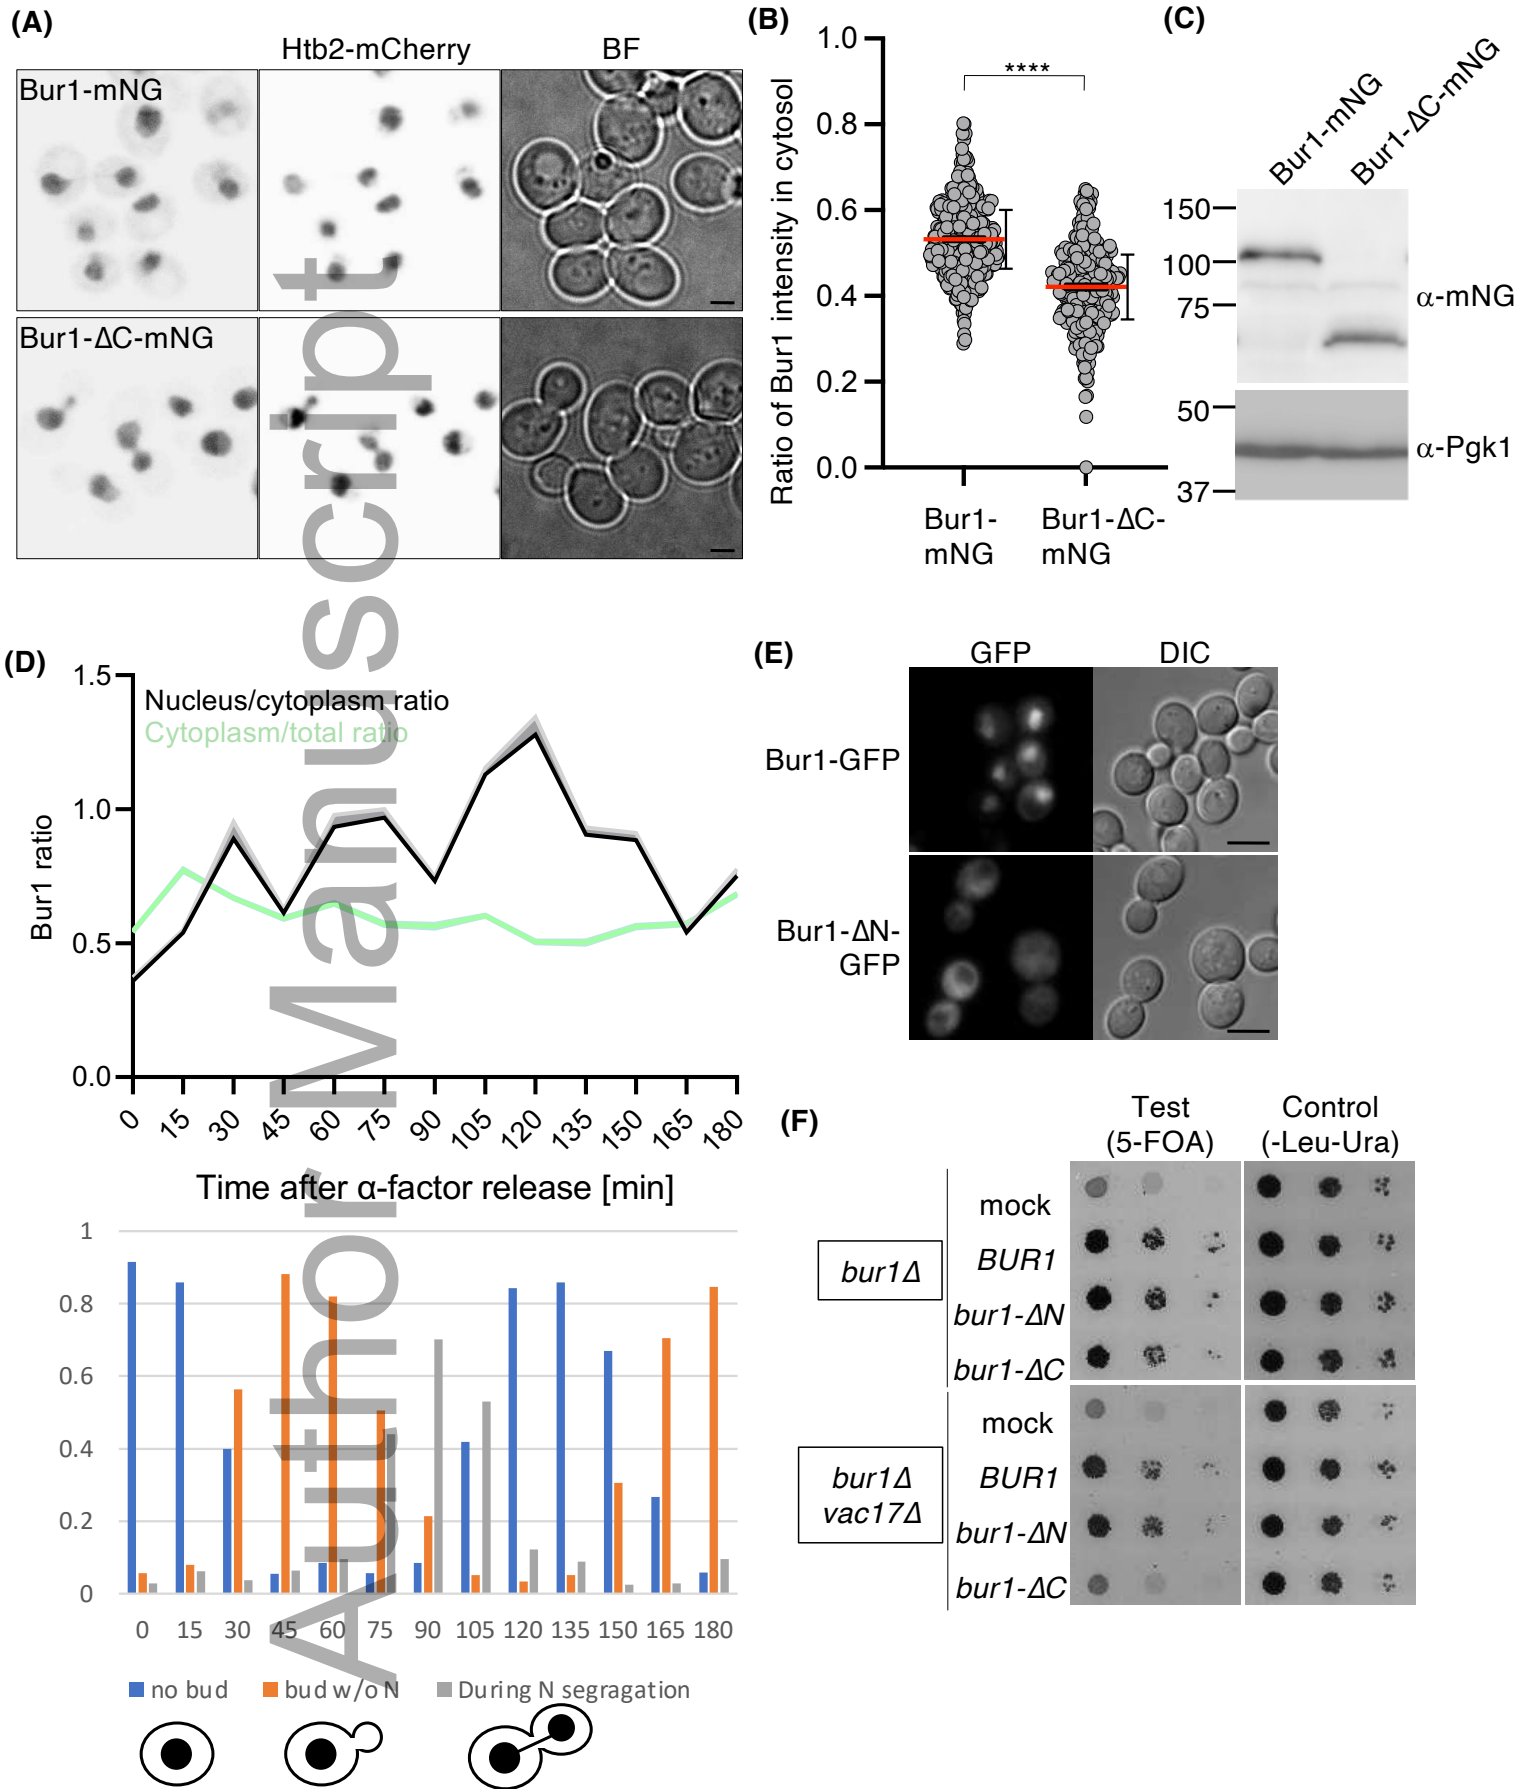 (A)
Htb2-mCherry
BF
Bur1-mNG
Bur1-ΔC-mNG
(B)
Ratio of Bur1 intensity in cytosol
1.0
0.8
0.6
0.4
0.2
0.0
****
Bur1-
mNG
Bur1-ΔC-
mNG
(C)
Bur1-mNG
Bur1-ΔC-mNG
150
100
75
α-mNG
50
37
α-Pgk1
(D)
Bur1 ratio
1.5
1.0
0.5
0.0
Nucleus/cytoplasm ratio
Cytoplasm/total ratio
0 15 30 45 60 75 90 105 120 135 150 165 180
Time after α-factor release [min]
1
0.8
0.6
0.4
0.2
0
0 15 30 45 60 75 90 105 120 135 150 165 180
no bud
bud w/o N
During N segragation
(E)
GFP
DIC
Bur1-GFP
Bur1-ΔN-
GFP
(F)
Test
(5-FOA)
Control
(-Leu-Ura)
bur1Δ
mock
BUR1
bur1-ΔN
bur1-ΔC
bur1Δ
vac17Δ
mock
BUR1
bur1-ΔN
bur1-ΔC
Author Manuscript